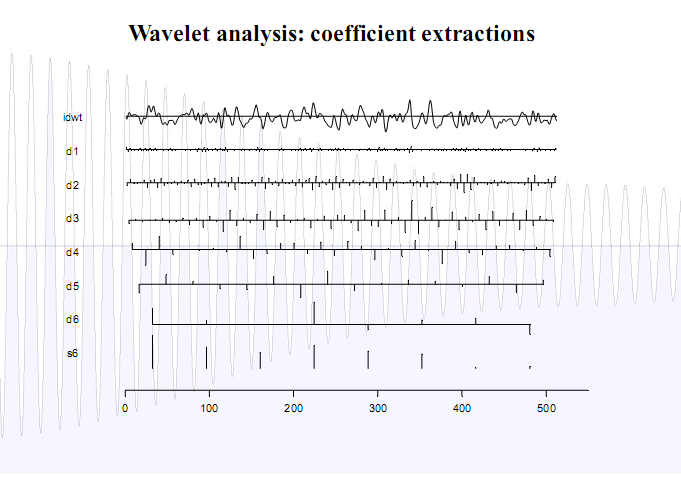 Wavelet analysis: coefficient extractions
idwt
d1
d2
d3
d4
d5
d6
s6
0 100 200 300 400 500